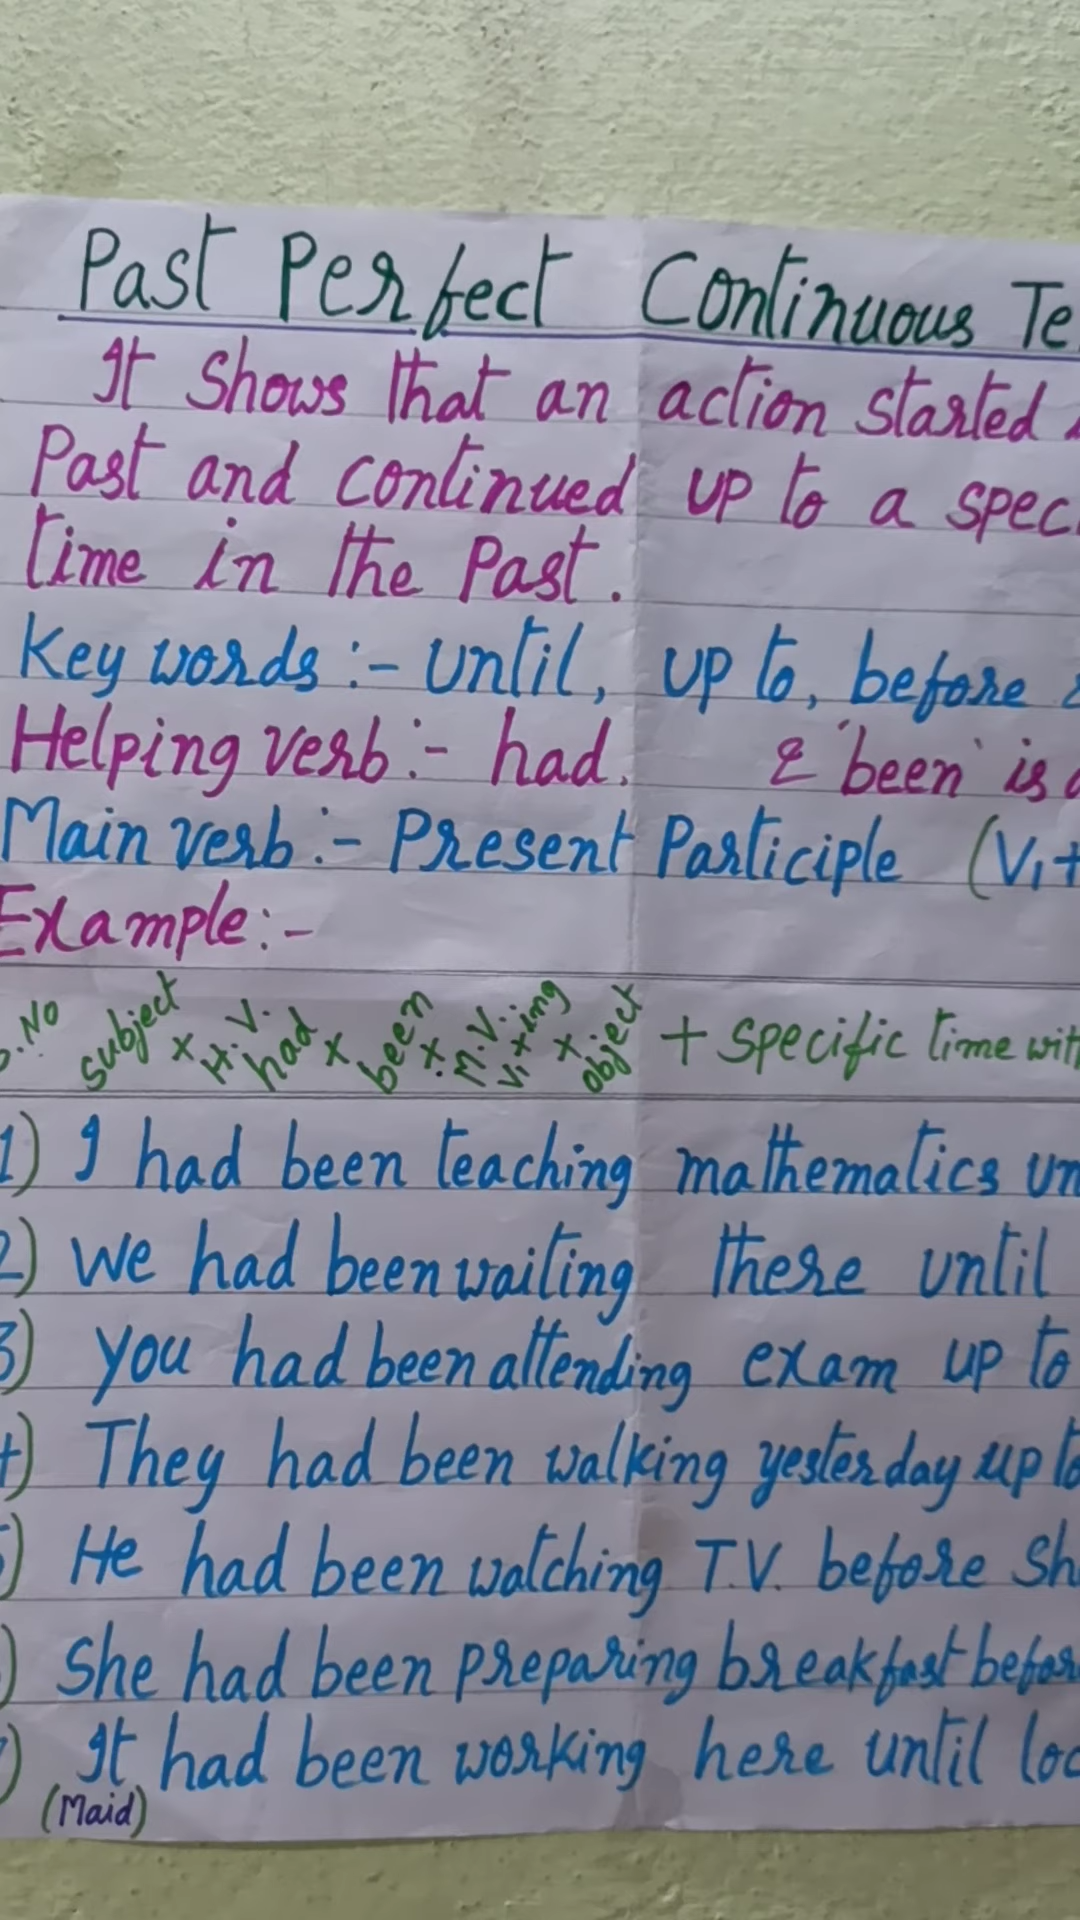 Past Perfect Continuous Te
It Shows that an action started
Past and continued up to a spec
time in the Past.
Key words :- until, up to, before
Helping verb :- had. & 'been' is
Main verb :- Present Participle (V1+
Example :-
S.No subject + H.V. had + been + M.V. V1+ing + object + specific time with
1) I had been teaching mathematics un
2) We had been waiting there until
3) You had been attending exam up to
4) They had been walking yesterday up to
5) He had been watching T.V. before sh
) She had been preparing breakfast befor
) It had been working here until loc
(Maid)